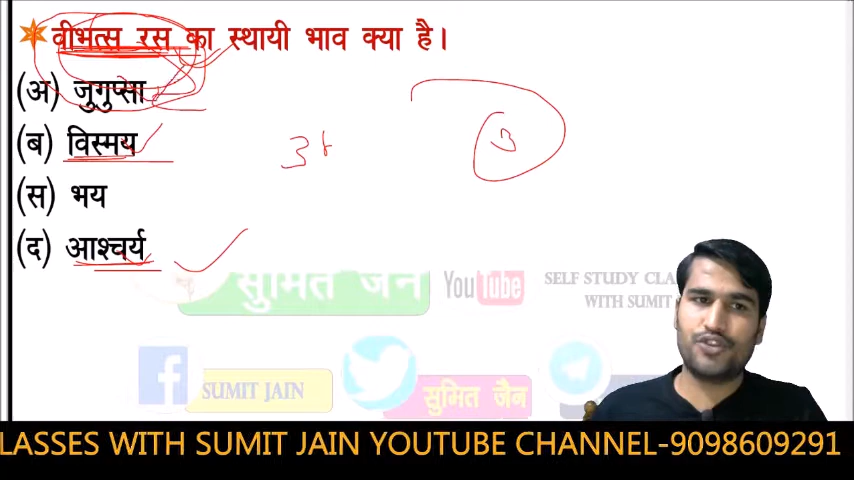 वीभत्स रस का स्थायी भाव क्या है।
(अ) जुगुप्सा
(ब) विस्मय
(स) भय
(द) आश्चर्य
सुमित जैन
YouTube
SELF STUDY CLA
WITH SUMIT
SUMIT JAIN
सुमित जैन
LASSES WITH SUMIT JAIN YOUTUBE CHANNEL-9098609291